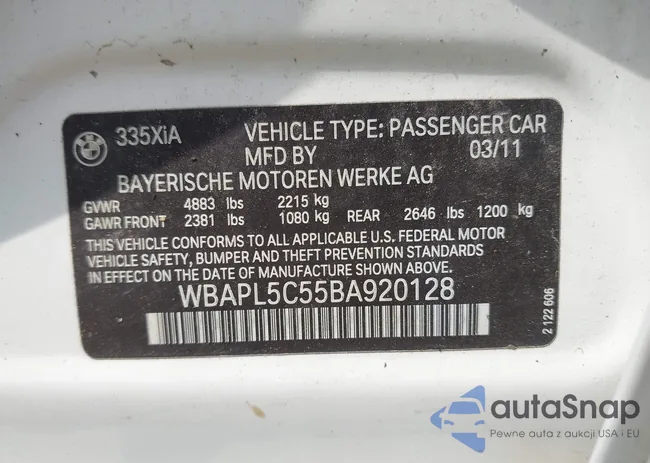 335XiA VEHICLE TYPE: PASSENGER CAR
MFD BY 03/11
BAYERISCHE MOTOREN WERKE AG
GVWR 4883 lbs 2215 kg
GAWR FRONT 2381 lbs 1080 kg REAR 2646 lbs 1200 kg
THIS VEHICLE CONFORMS TO ALL APPLICABLE U.S. FEDERAL MOTOR
VEHICLE SAFETY, BUMPER AND THEFT PREVENTION STANDARDS
IN EFFECT ON THE DATE OF MANUFACTURE SHOWN ABOVE.
WBAPL5C55BA920128
2 122 606
autaSnap
Pewne auta z aukcji USA i EU